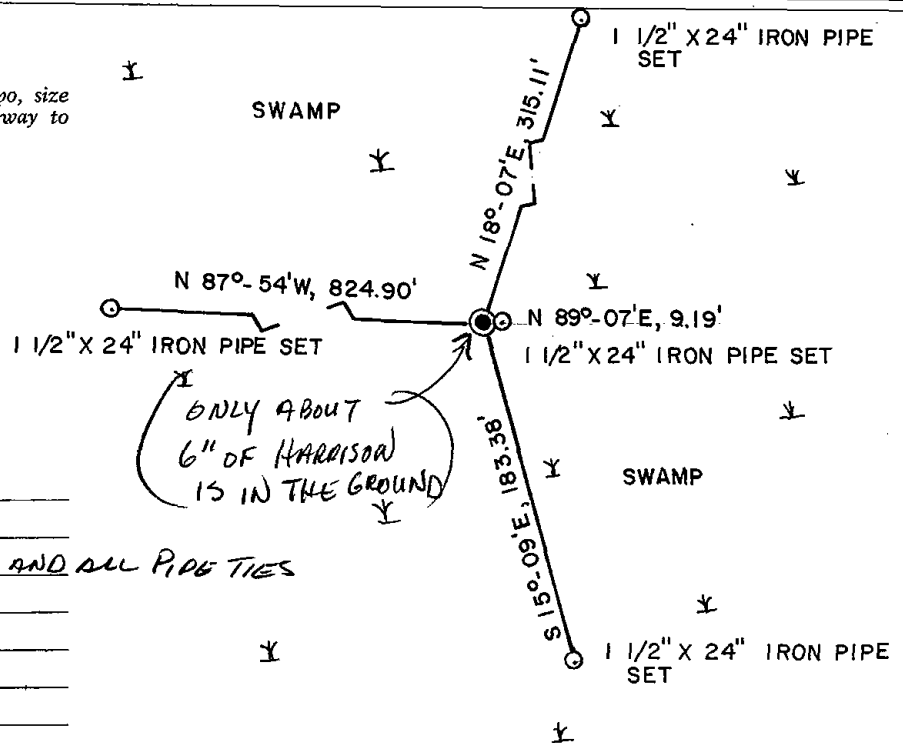 1 1/2" X 24" IRON PIPE
SET
po, size
way to
SWAMP
N 18°-07'E, 315.11'
N 87°-54'W, 824.90'
N 89°-07'E, 9.19'
1 1/2" X 24" IRON PIPE SET
1 1/2" X 24" IRON PIPE SET
ONLY ABOUT
6" OF HARRISON
IS IN THE GROUND
S 15°-09'E, 183.38'
SWAMP
AND ALL PIPE TIES
1 1/2" X 24" IRON PIPE
SET